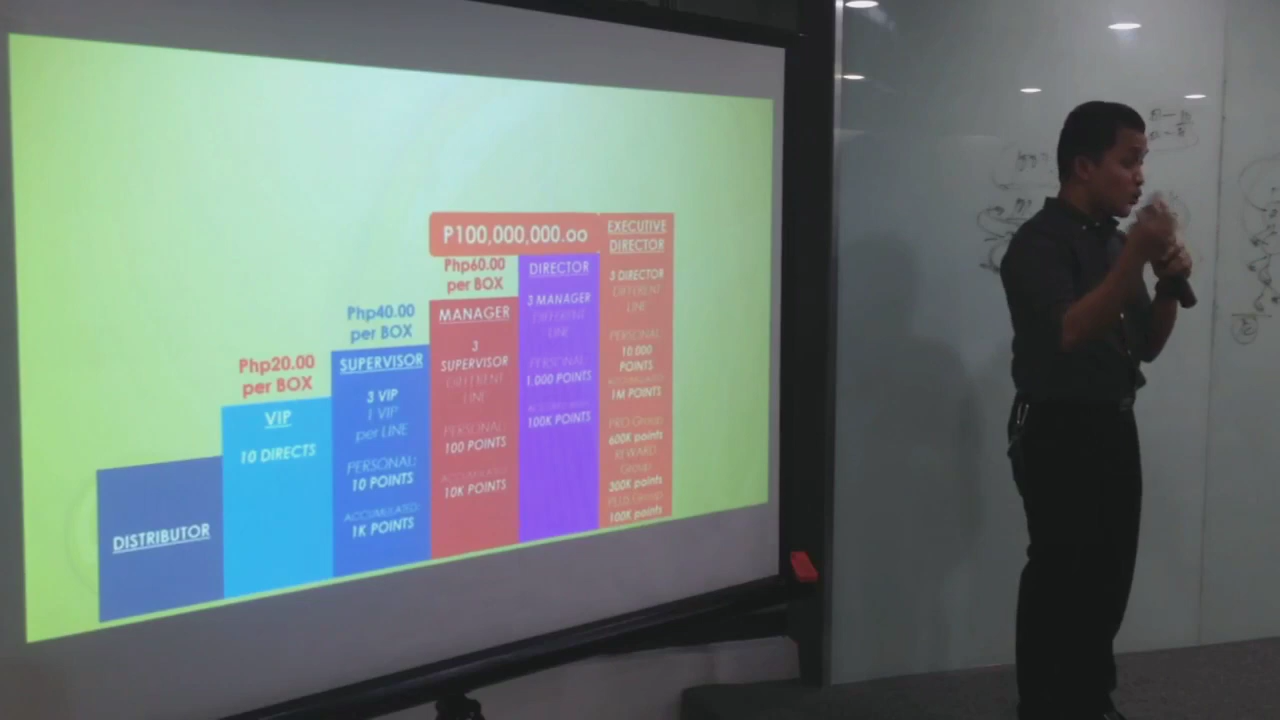 DISTRIBUTOR
Php20.00
per BOX
VIP
10 DIRECTS
Php40.00
per BOX
SUPERVISOR
3 VIP
1 VIP
per LINE
PERSONAL:
10 POINTS
ACCUMULATED:
1K POINTS
P100,000,000.oo
Php60.00
per BOX
MANAGER
3
SUPERVISOR
DIFFERENT
LINE
PERSONAL:
100 POINTS
ACCUMULATED:
10K POINTS
DIRECTOR
3 MANAGER
DIFFERENT
LINE
PERSONAL:
1,000 POINTS
ACCUMULATED:
100K POINTS
EXECUTIVE
DIRECTOR
3 DIRECTOR
DIFFERENT
LINE
PERSONAL:
10,000
POINTS
ACCUMULATED:
1M POINTS
PRO Group
600K points
REWARD
Group
300K points
PLUS Group
100K points